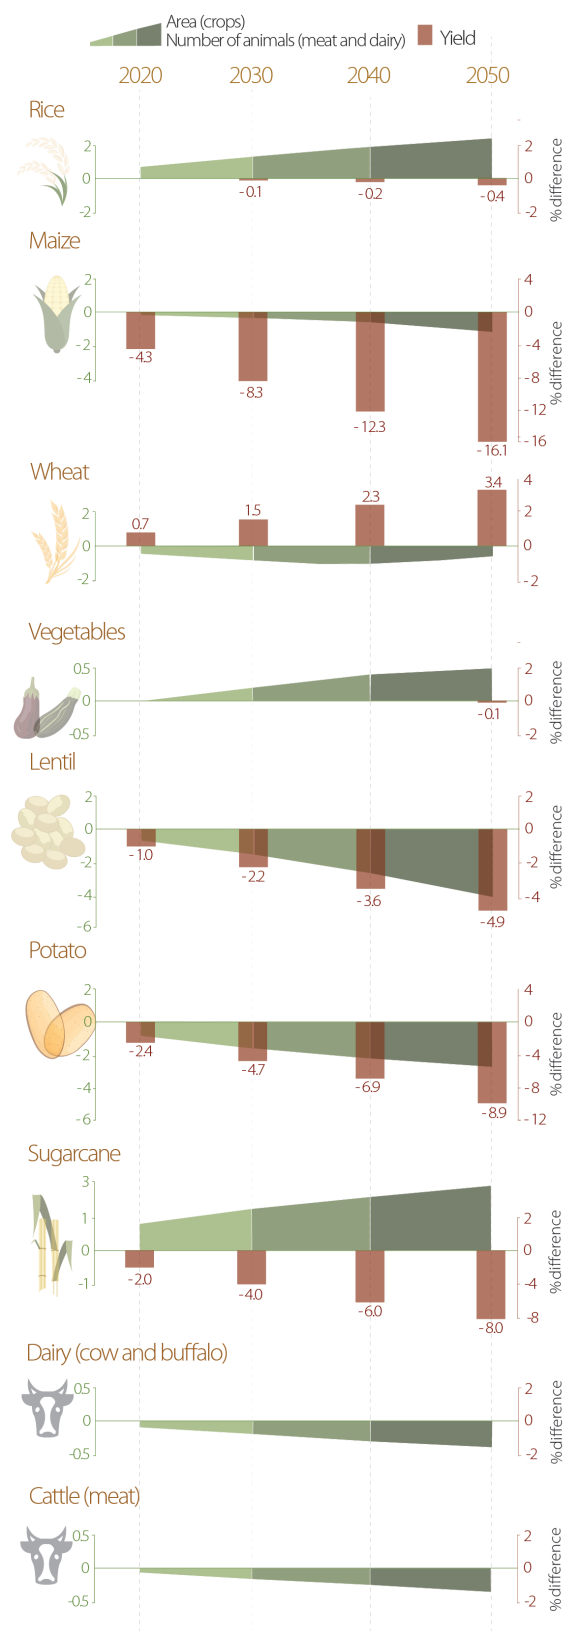 Area (crops)
Number of animals (meat and dairy)
Yield
2020 2030 2040 2050
Rice
2 2
0 0
-2 -2
-0.1 -0.2 -0.4
% difference
Maize
2 4
0 0
-2 -4
-4 -8
-12
-16
-4.3 -8.3 -12.3 -16.1
% difference
Wheat
4
2 2
0 0
-2 -2
0.7 1.5 2.3 3.4
Vegetables
0.5 2
0 0
-0.5 -2
-0.1
% difference
Lentil
2 2
0 0
-2 -2
-4 -4
-6
-1.0 -2.2 -3.6 -4.9
% difference
Potato
2 4
0 0
-2 -4
-4 -8
-6 -12
-2.4 -4.7 -6.9 -8.9
% difference
Sugarcane
3
1 2
0 0
-1 -4
-8
-2.0 -4.0 -6.0 -8.0
% difference
Dairy (cow and buffalo)
0.5 2
0 0
-0.5 -2
% difference
Cattle (meat)
0.5 2
0 0
-0.5 -2
% difference